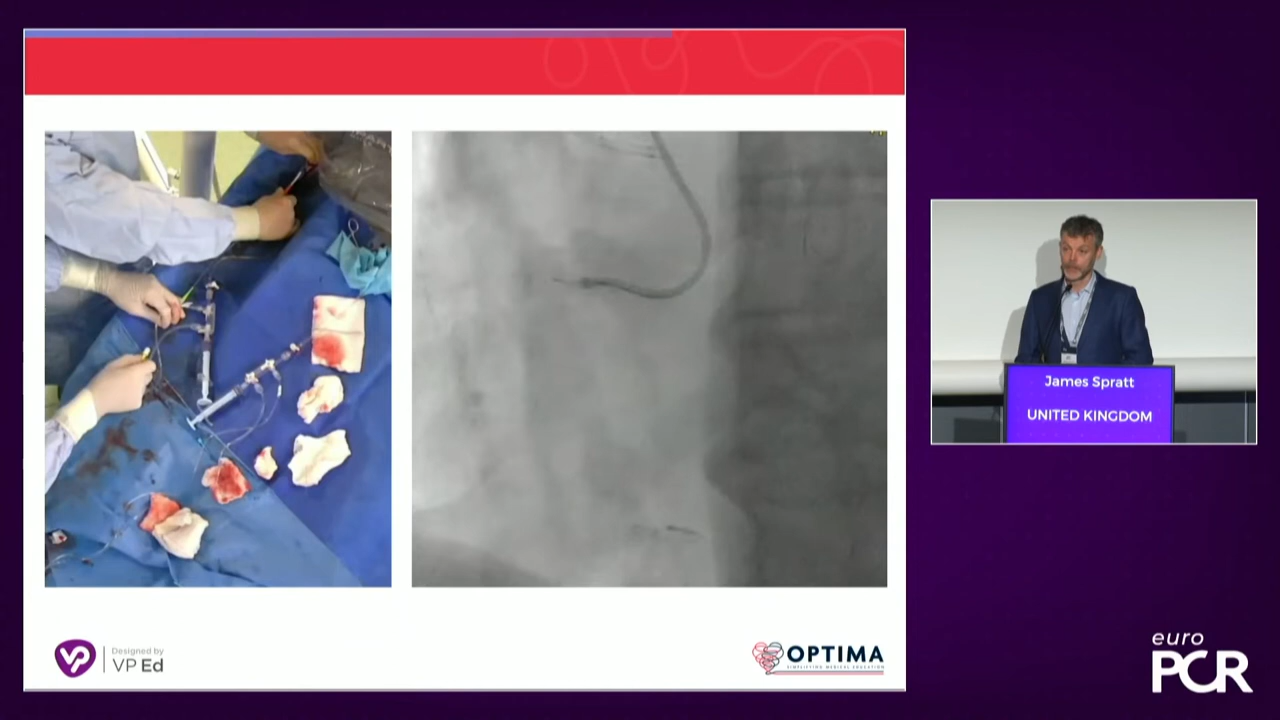 Designed by
VP Ed
OPTIMA
SIMPLIFYING MEDICAL EDUCATION
James Spratt
UNITED KINGDOM
euro
PCR